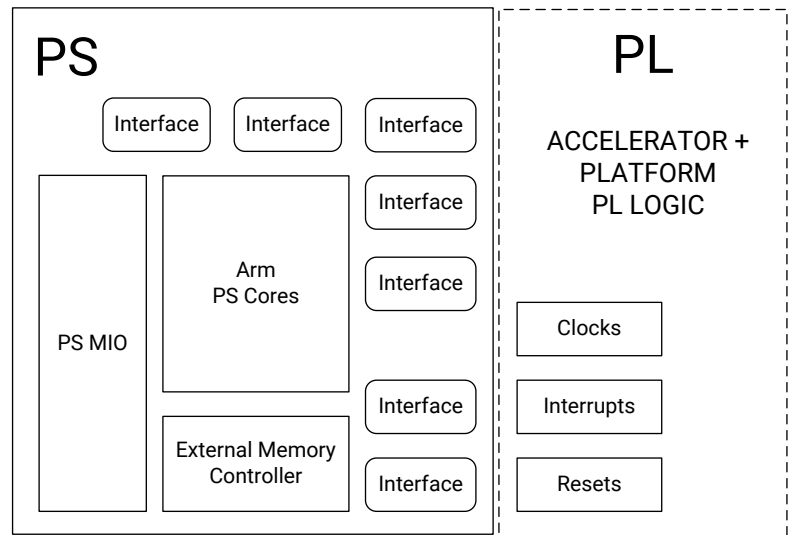 PS
PL
Interface
Interface
Interface
ACCELERATOR +
PLATFORM
PL LOGIC
Interface
Arm
PS Cores
Interface
PS MIO
Clocks
Interface
Interrupts
External Memory
Controller
Interface
Resets